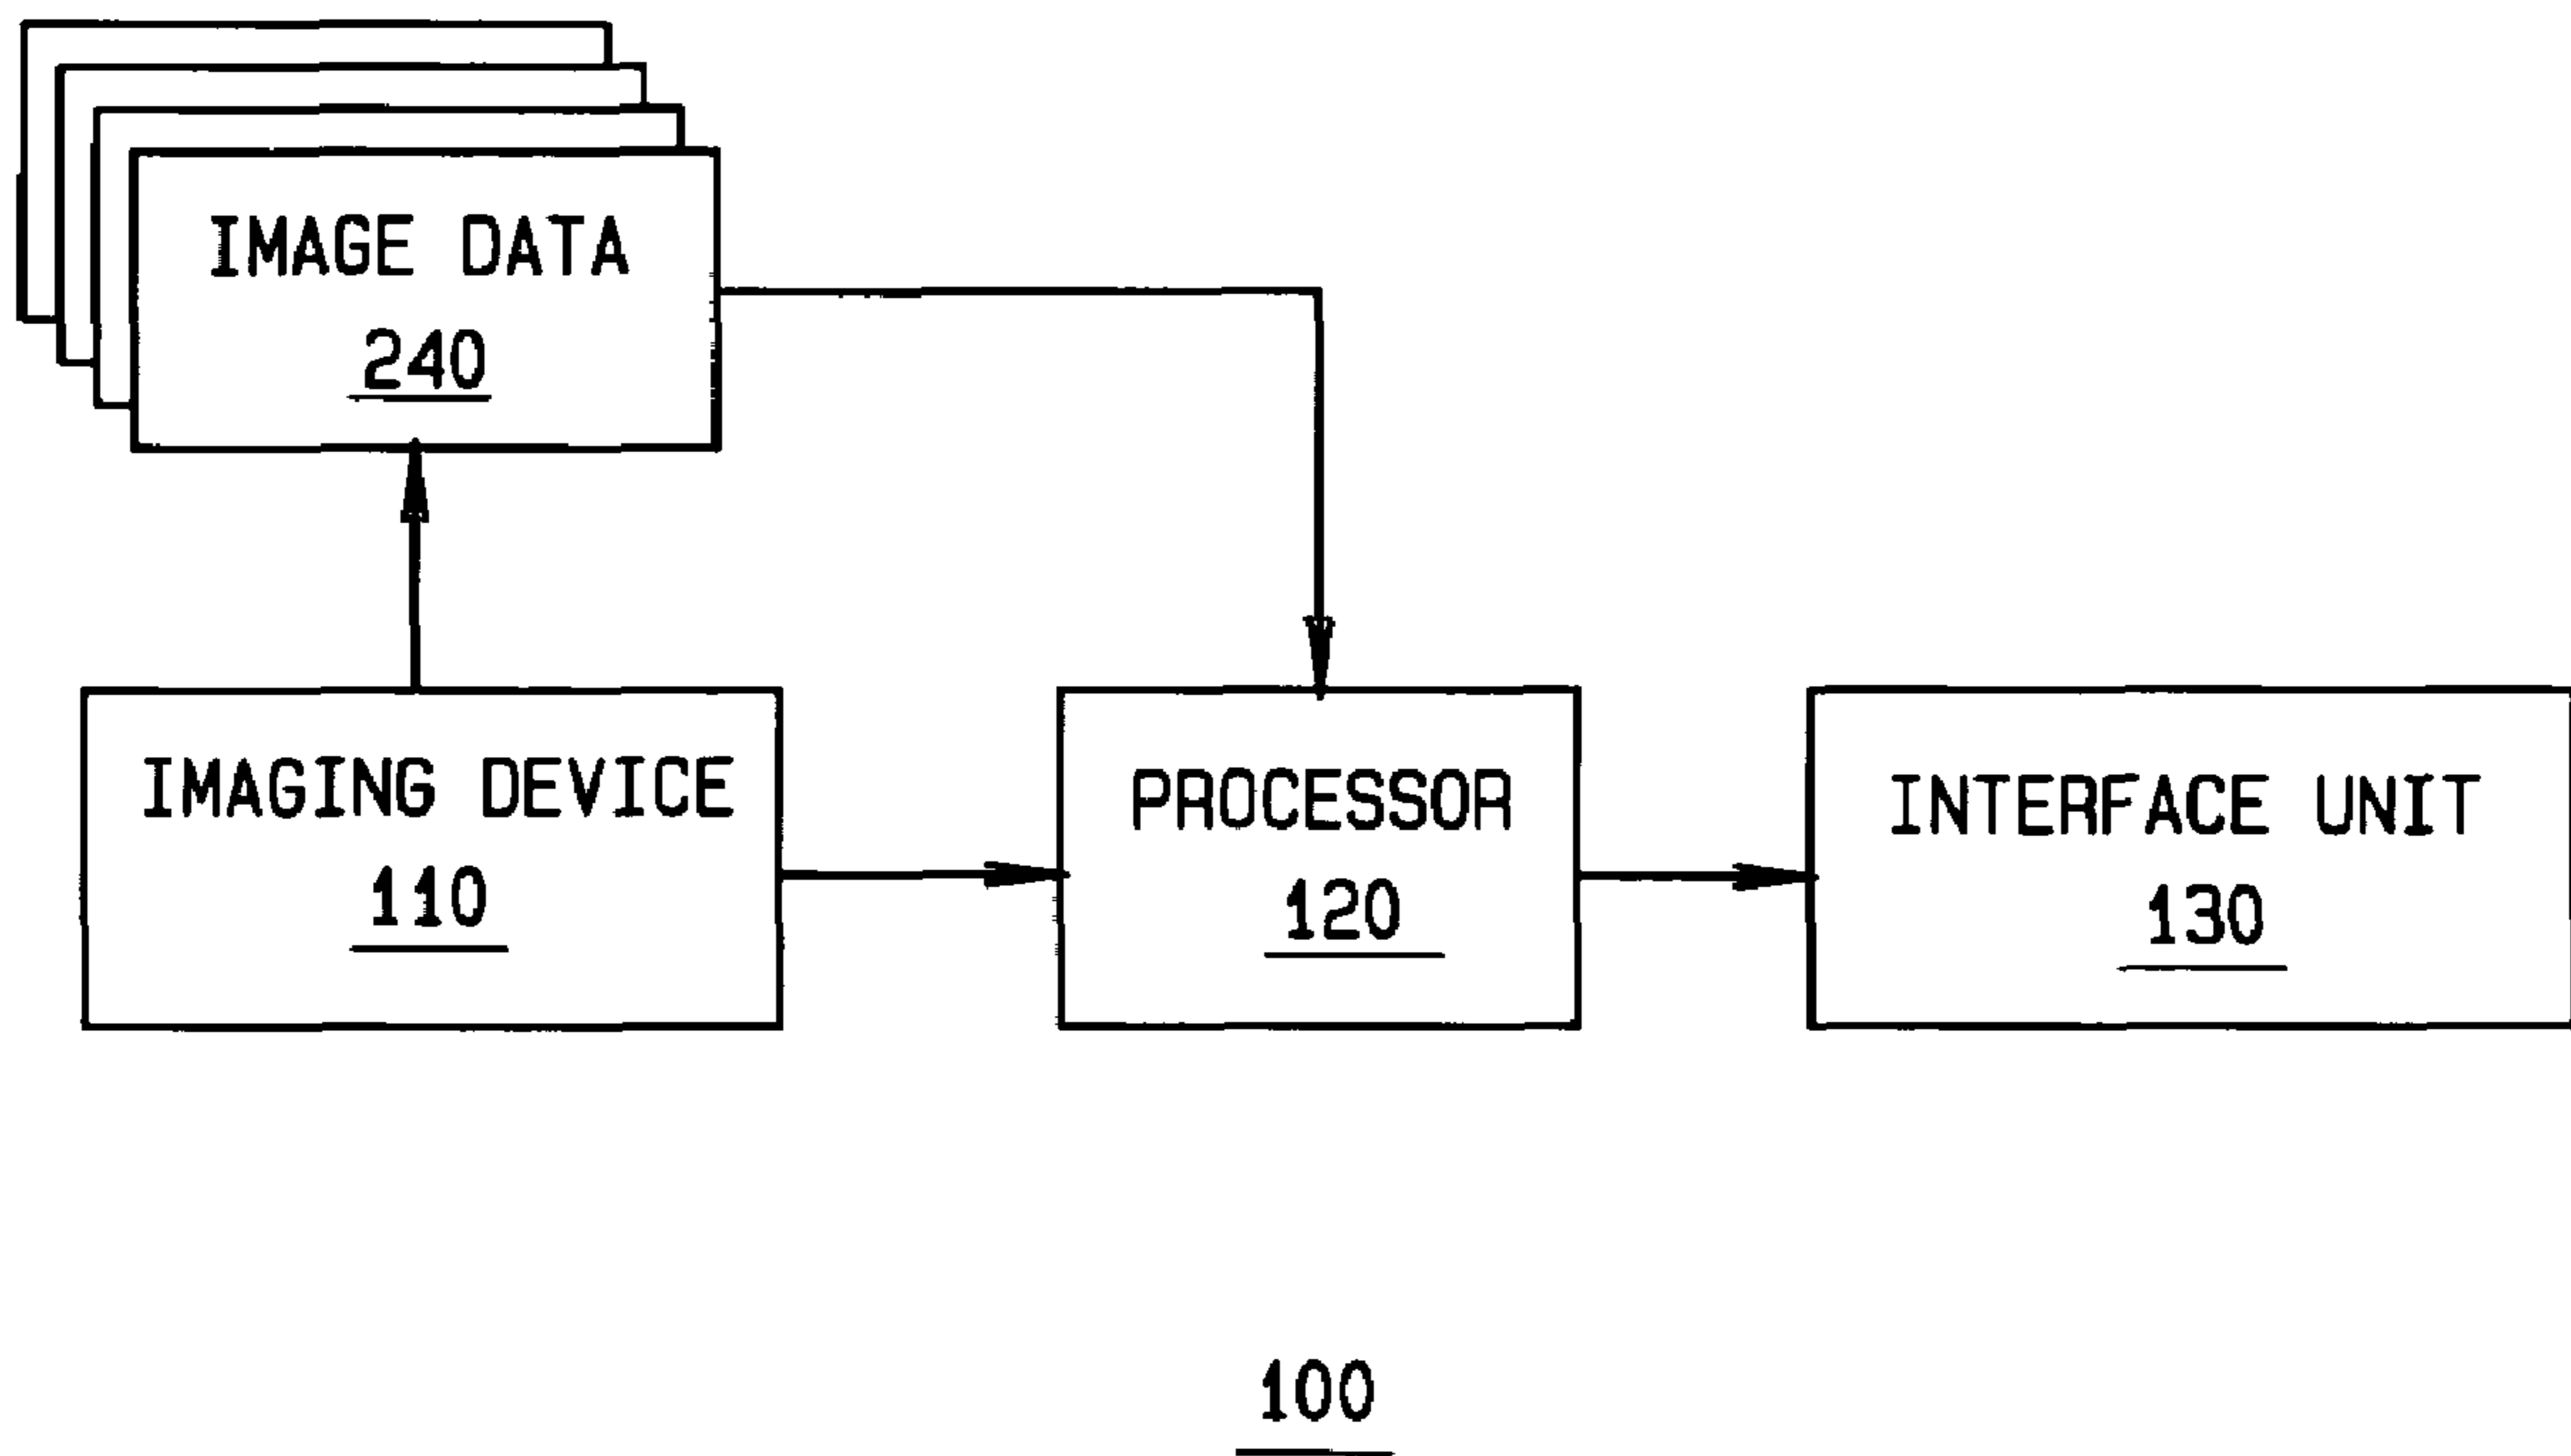 IMAGE DATA
240
IMAGING DEVICE
110
PROCESSOR
120
INTERFACE UNIT
130
100